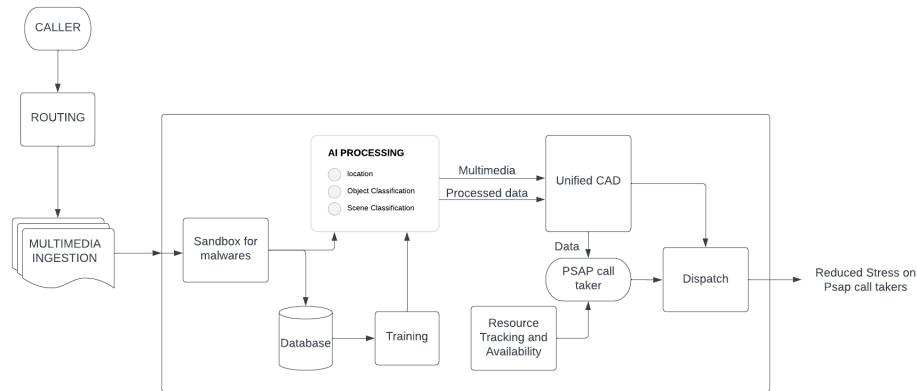 CALLER
ROUTING
MULTIMEDIA
INGESTION
Sandbox for
malwares
Database
Training
AI PROCESSING
location
Object Classification
Scene Classification
Multimedia
Processed data
Unified CAD
Data
PSAP call
taker
Resource
Tracking and
Availability
Dispatch
Reduced Stress on
Psap call takers